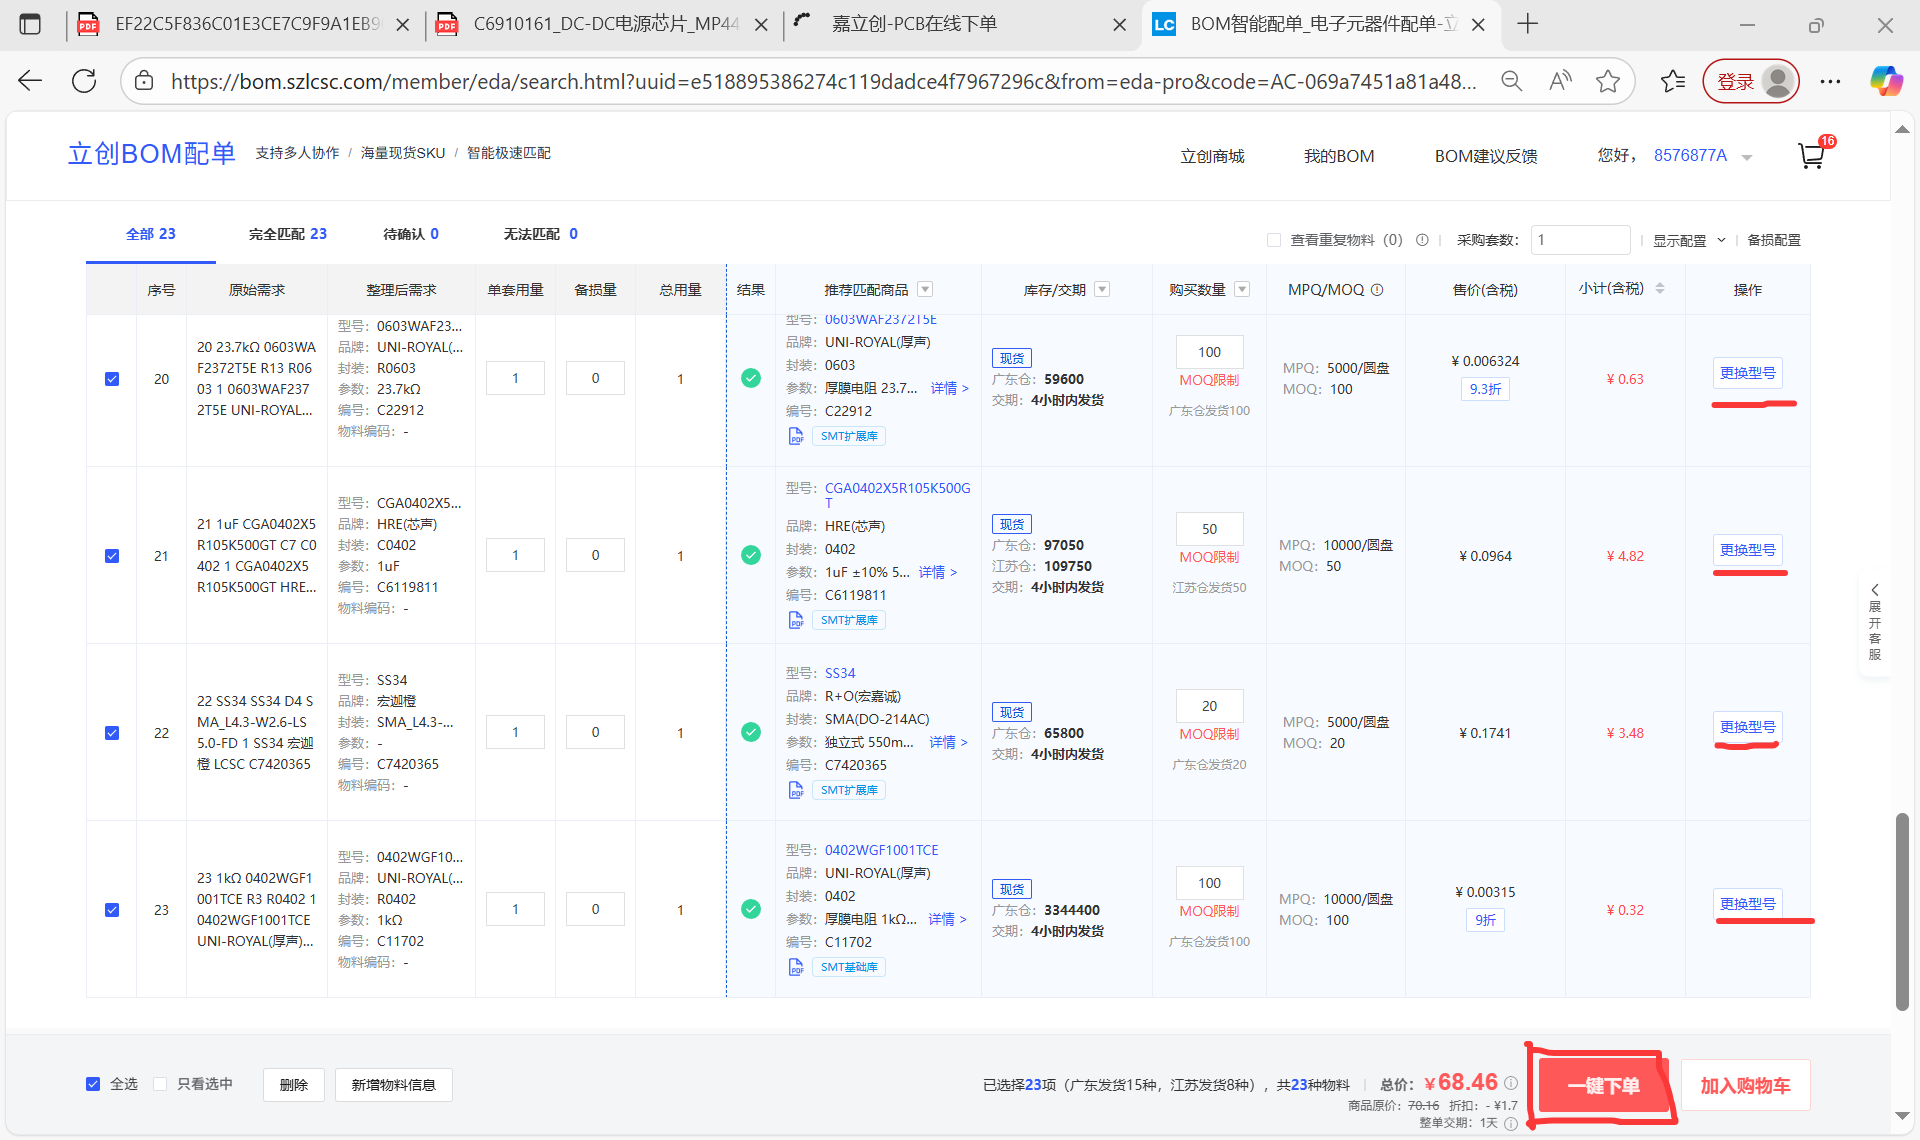 EF22C5F836C01E3CE7C9F9A1EB9
C6910161_DC-DC电源芯片_MP44
嘉立创-PCB在线下单
BOM智能配单_电子元器件配单-立
https://bom.szlcsc.com/member/eda/search.html?uuid=e518895386274c119dadce4f7967296c&from=eda-pro&code=AC-069a7451a81a48...
登录
立创BOM配单
支持多人协作 / 海量现货SKU / 智能极速匹配
立创商城
我的BOM
BOM建议反馈
您好， 8576877A
16
全部 23
完全匹配 23
待确认 0
无法匹配 0
查看重复物料 (0)
采购套数： 1
显示配置
备损配置
序号 原始需求 整理后需求 单套用量 备损量 总用量 结果 推荐匹配商品 库存/交期 购买数量 MPQ/MOQ 售价(含税) 小计(含税) 操作
20
20 23.7kΩ 0603WA
F2372T5E R13 R06
03 1 0603WAF237
2T5E UNI-ROYAL...
型号： 0603WAF23...
品牌： UNI-ROYAL(...
封装： R0603
参数： 23.7kΩ
编号： C22912
物料编码： -
1
0
1
型号： 0603WAF2372T5E
品牌： UNI-ROYAL(厚声)
封装： 0603
参数： 厚膜电阻 23.7... 详情 >
编号： C22912
PDF SMT扩展库
现货
广东仓： 59600
交期： 4小时内发货
100
MOQ限制
广东仓发货100
MPQ： 5000/圆盘
MOQ： 100
¥ 0.006324
9.3折
¥ 0.63
更换型号
21
21 1uF CGA0402X5
R105K500GT C7 C0
402 1 CGA0402X5
R105K500GT HRE...
型号： CGA0402X5...
品牌： HRE(芯声)
封装： C0402
参数： 1uF
编号： C6119811
物料编码： -
1
0
1
型号： CGA0402X5R105K500G
T
品牌： HRE(芯声)
封装： 0402
参数： 1uF ±10% 5... 详情 >
编号： C6119811
PDF SMT扩展库
现货
广东仓： 97050
江苏仓： 109750
交期： 4小时内发货
50
MOQ限制
江苏仓发货50
MPQ： 10000/圆盘
MOQ： 50
¥ 0.0964
¥ 4.82
更换型号
22
22 SS34 SS34 D4 S
MA_L4.3-W2.6-LS
5.0-FD 1 SS34 宏迦
橙 LCSC C7420365
型号： SS34
品牌： 宏迦橙
封装： SMA_L4.3-...
参数： -
编号： C7420365
物料编码： -
1
0
1
型号： SS34
品牌： R+O(宏嘉诚)
封装： SMA(DO-214AC)
参数： 独立式 550m... 详情 >
编号： C7420365
PDF SMT扩展库
现货
广东仓： 65800
交期： 4小时内发货
20
MOQ限制
广东仓发货20
MPQ： 5000/圆盘
MOQ： 20
¥ 0.1741
¥ 3.48
更换型号
23
23 1kΩ 0402WGF1
001TCE R3 R0402 1
0402WGF1001TCE
UNI-ROYAL(厚声)...
型号： 0402WGF10...
品牌： UNI-ROYAL(...
封装： R0402
参数： 1kΩ
编号： C11702
物料编码： -
1
0
1
型号： 0402WGF1001TCE
品牌： UNI-ROYAL(厚声)
封装： 0402
参数： 厚膜电阻 1kΩ... 详情 >
编号： C11702
PDF SMT基础库
现货
广东仓： 3344400
交期： 4小时内发货
100
MOQ限制
广东仓发货100
MPQ： 10000/圆盘
MOQ： 100
¥ 0.00315
9折
¥ 0.32
更换型号
展
开
客
服
全选
只看选中
删除
新增物料信息
已选择23项（广东发货15种，江苏发货8种），共23种物料
总价： ¥68.46
商品原价： 70.16 折扣： - ¥1.7
整单交期： 1天
一键下单
加入购物车